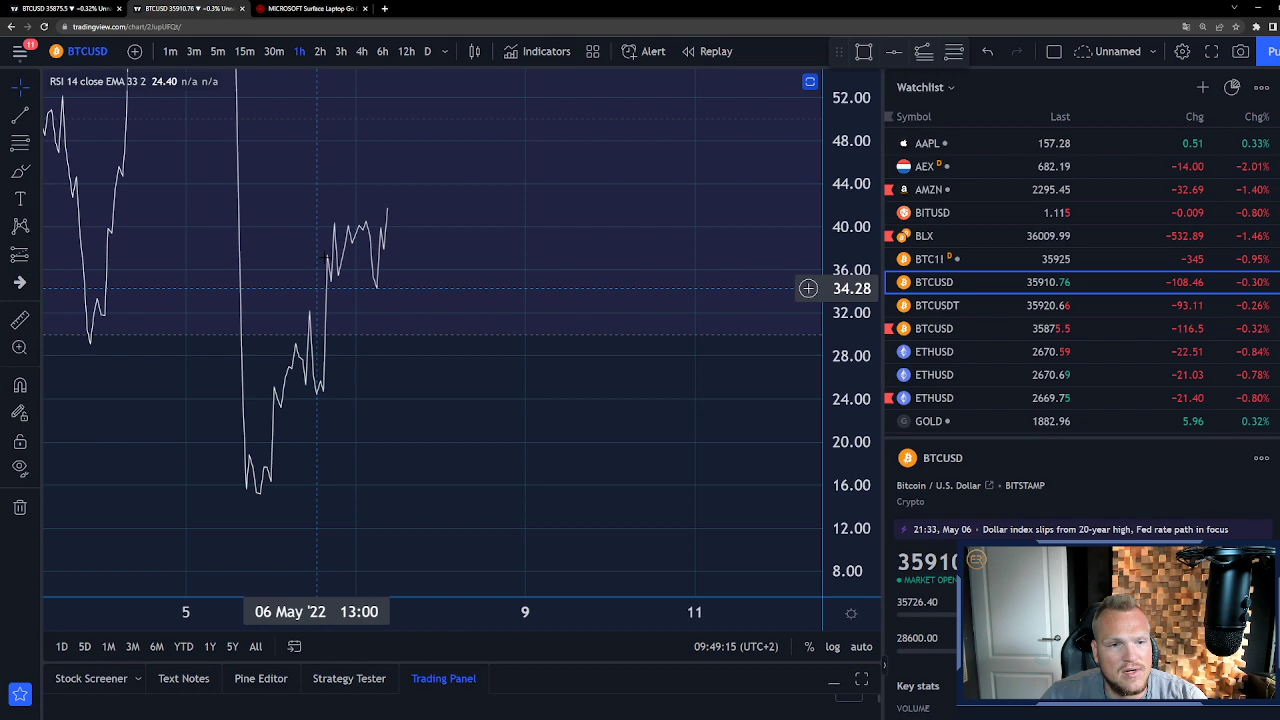 BTCUSD 35875.5 ▼ −0.32% Unn
BTCUSD 35910.76 ▼ −0.3% Unn
MICROSOFT Surface Laptop Go
tradingview.com/chart/2JupUFQt/
11
BTCUSD
1m 3m 5m 15m 30m 1h 2h 3h 4h 6h 12h D
Indicators
Alert
Replay
Unnamed
Pu
RSI 14 close EMA 33 2 24.40 n/a n/a
52.00
48.00
44.00
40.00
36.00
34.28
32.00
28.00
24.00
20.00
16.00
12.00
8.00
5
06 May '22 13:00
9
11
1D 5D 1M 3M 6M YTD 1Y 5Y All
09:49:15 (UTC+2)
% log auto
Stock Screener
Text Notes
Pine Editor
Strategy Tester
Trading Panel
Watchlist
Symbol Last Chg Chg%
AAPL 157.28 0.51 0.33%
AEX D 682.19 −14.00 −2.01%
AMZN 2295.45 −32.69 −1.40%
BITUSD 1.115 −0.009 −0.80%
BLX 36009.99 −532.89 −1.46%
BTC1! D 35925 −345 −0.95%
BTCUSD 35910.76 −108.46 −0.30%
BTCUSDT 35920.66 −93.11 −0.26%
BTCUSD 35875.5 −116.5 −0.32%
ETHUSD 2670.59 −22.51 −0.84%
ETHUSD 2670.69 −21.03 −0.78%
ETHUSD 2669.75 −21.40 −0.80%
GOLD 1882.96 5.96 0.32%
BTCUSD
Bitcoin / U.S. Dollar • BITSTAMP
Crypto
21:33, May 06 • Dollar index slips from 20-year high, Fed rate path in focus
35910
MARKET OPEN
35726.40
28600.00
Key stats
VOLUME